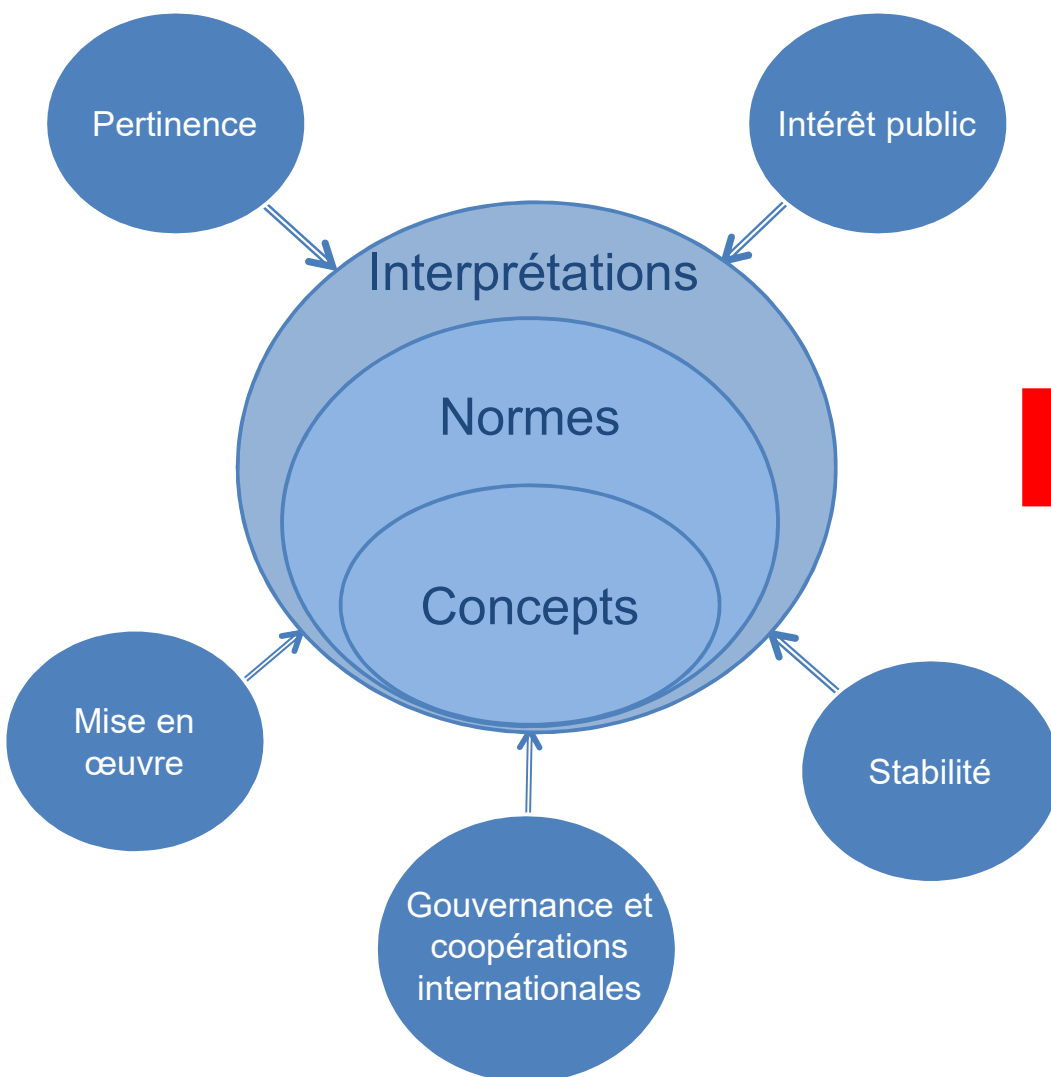 Pertinence
Intérêt public
Interprétations
Normes
Concepts
Mise en
œuvre
Stabilité
Gouvernance et
coopérations
internationales